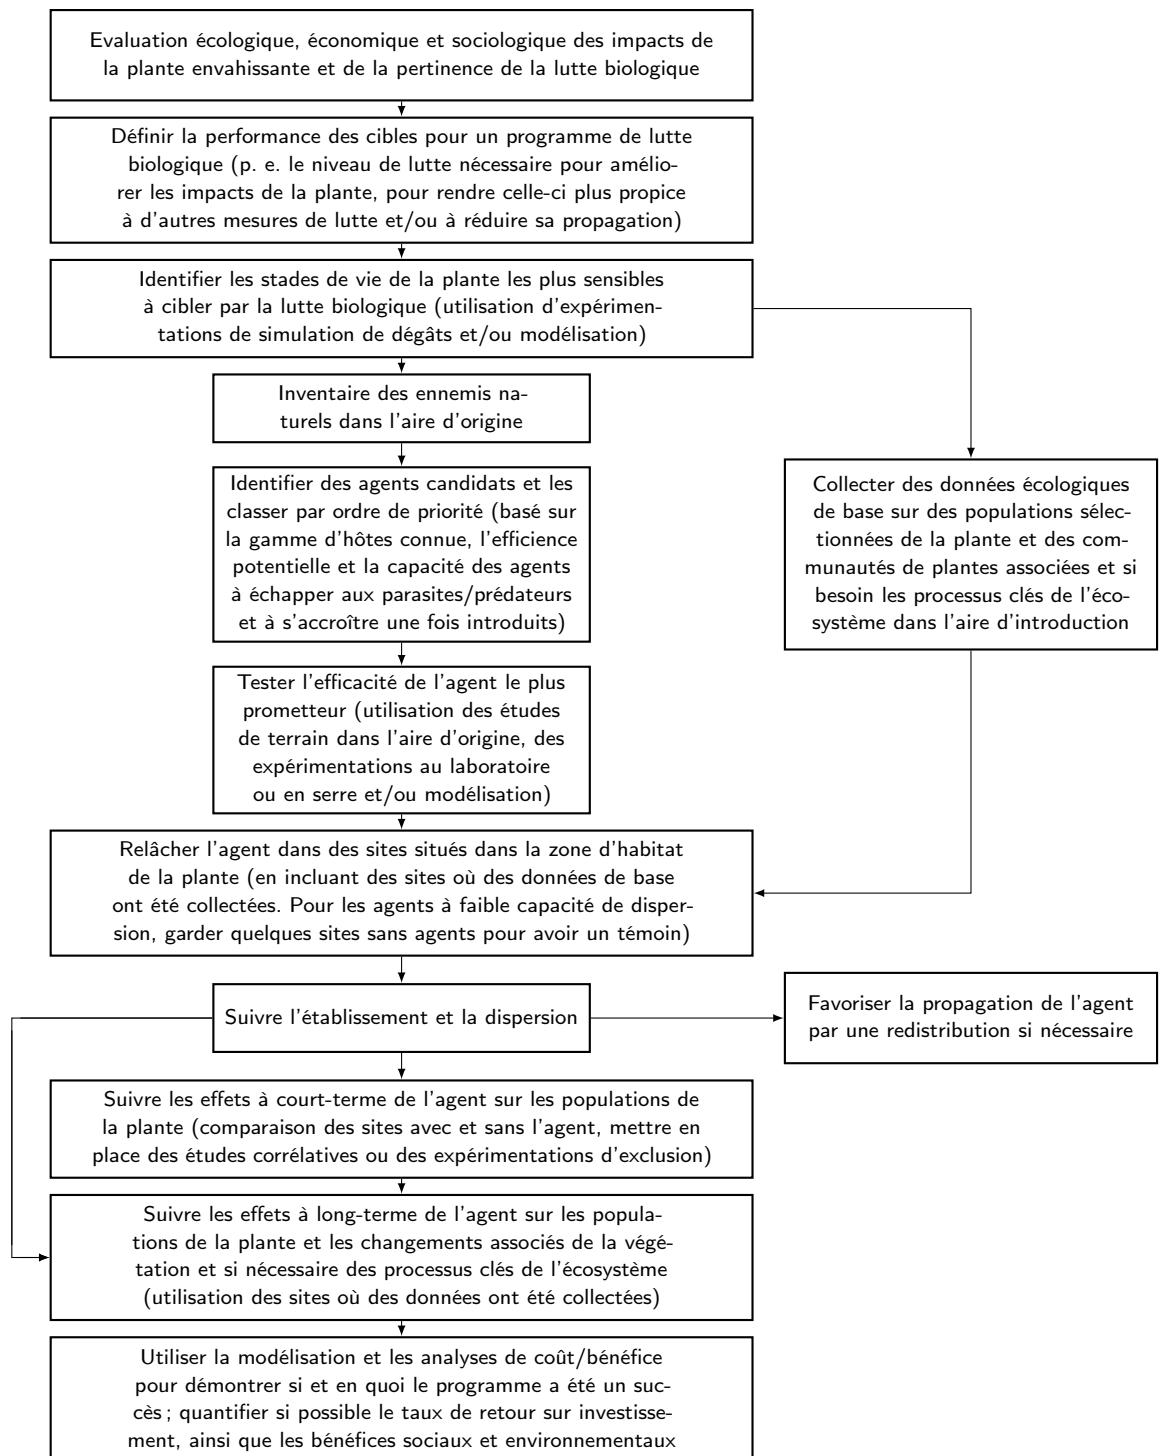 Evaluation écologique, économique et sociologique des impacts de
la plante envahissante et de la pertinence de la lutte biologique
Définir la performance des cibles pour un programme de lutte
biologique (p. e. le niveau de lutte nécessaire pour amélio-
rer les impacts de la plante, pour rendre celle-ci plus propice
à d'autres mesures de lutte et/ou à réduire sa propagation)
Identifier les stades de vie de la plante les plus sensibles
à cibler par la lutte biologique (utilisation d'expérimen-
tations de simulation de dégâts et/ou modélisation)
Inventaire des ennemis na-
turels dans l'aire d'origine
Identifier des agents candidats et les
classer par ordre de priorité (basé sur
la gamme d'hôtes connue, l'efficience
potentielle et la capacité des agents
à échapper aux parasites/prédateurs
et à s'accroître une fois introduits)
Collecter des données écologiques
de base sur des populations sélec-
tionnées de la plante et des com-
munautés de plantes associées et si
besoin les processus clés de l'éco-
système dans l'aire d'introduction
Tester l'efficacité de l'agent le plus
prometteur (utilisation des études
de terrain dans l'aire d'origine, des
expérimentations au laboratoire
ou en serre et/ou modélisation)
Relâcher l'agent dans des sites situés dans la zone d'habitat
de la plante (en incluant des sites où des données de base
ont été collectées. Pour les agents à faible capacité de disper-
sion, garder quelques sites sans agents pour avoir un témoin)
Suivre l'établissement et la dispersion
Favoriser la propagation de l'agent
par une redistribution si nécessaire
Suivre les effets à court-terme de l'agent sur les populations de
la plante (comparaison des sites avec et sans l'agent, mettre en
place des études corrélatives ou des expérimentations d'exclusion)
Suivre les effets à long-terme de l'agent sur les popula-
tions de la plante et les changements associés de la végé-
tation et si nécessaire des processus clés de l'écosystème
(utilisation des sites où des données ont été collectées)
Utiliser la modélisation et les analyses de coût/bénéfice
pour démontrer si et en quoi le programme a été un suc-
cès ; quantifier si possible le taux de retour sur investisse-
ment, ainsi que les bénéfices sociaux et environnementaux